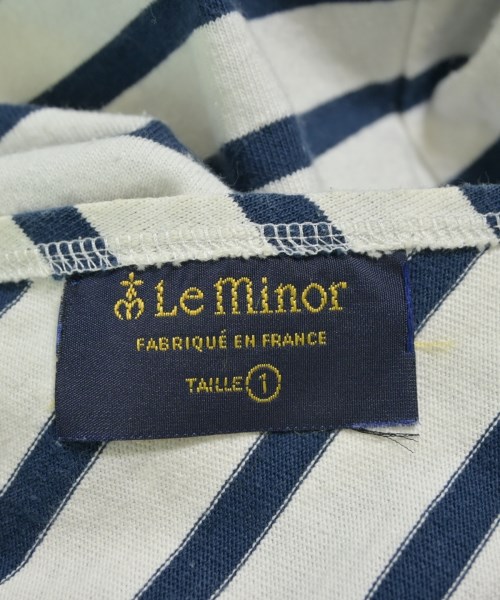 Le minor
FABRIQUÉ EN FRANCE
TAILLE 1